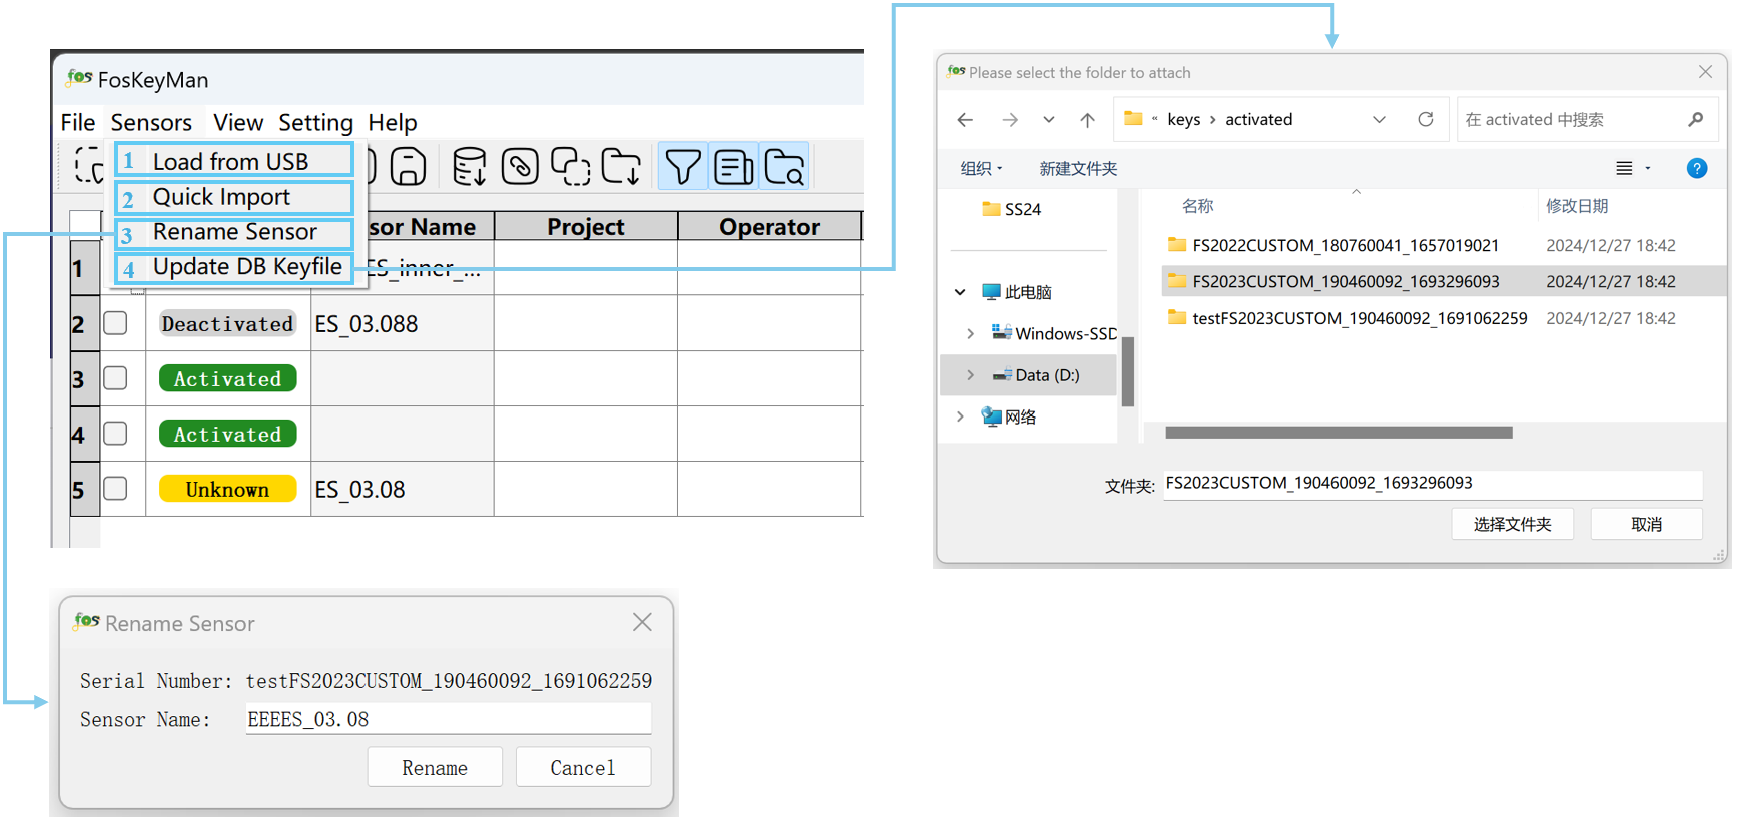 fos FosKeyMan
File Sensors View Setting Help
1 Load from USB
2 Quick Import
3 Rename Sensor
4 Update DB Keyfile
sor Name Project Operator
1 ES_inner_...
2 Deactivated ES_03.088
3 Activated
4 Activated
5 Unknown ES_03.08
fos Please select the folder to attach
« keys › activated
在 activated 中搜索
组织 新建文件夹
?
SS24
此电脑
Windows-SSD
Data (D:)
网络
名称 修改日期
FS2022CUSTOM_180760041_1657019021 2024/12/27 18:42
FS2023CUSTOM_190460092_1693296093 2024/12/27 18:42
testFS2023CUSTOM_190460092_1691062259 2024/12/27 18:42
文件夹: FS2023CUSTOM_190460092_1693296093
选择文件夹 取消
fos Rename Sensor
Serial Number: testFS2023CUSTOM_190460092_1691062259
Sensor Name: EEEES_03.08
Rename Cancel